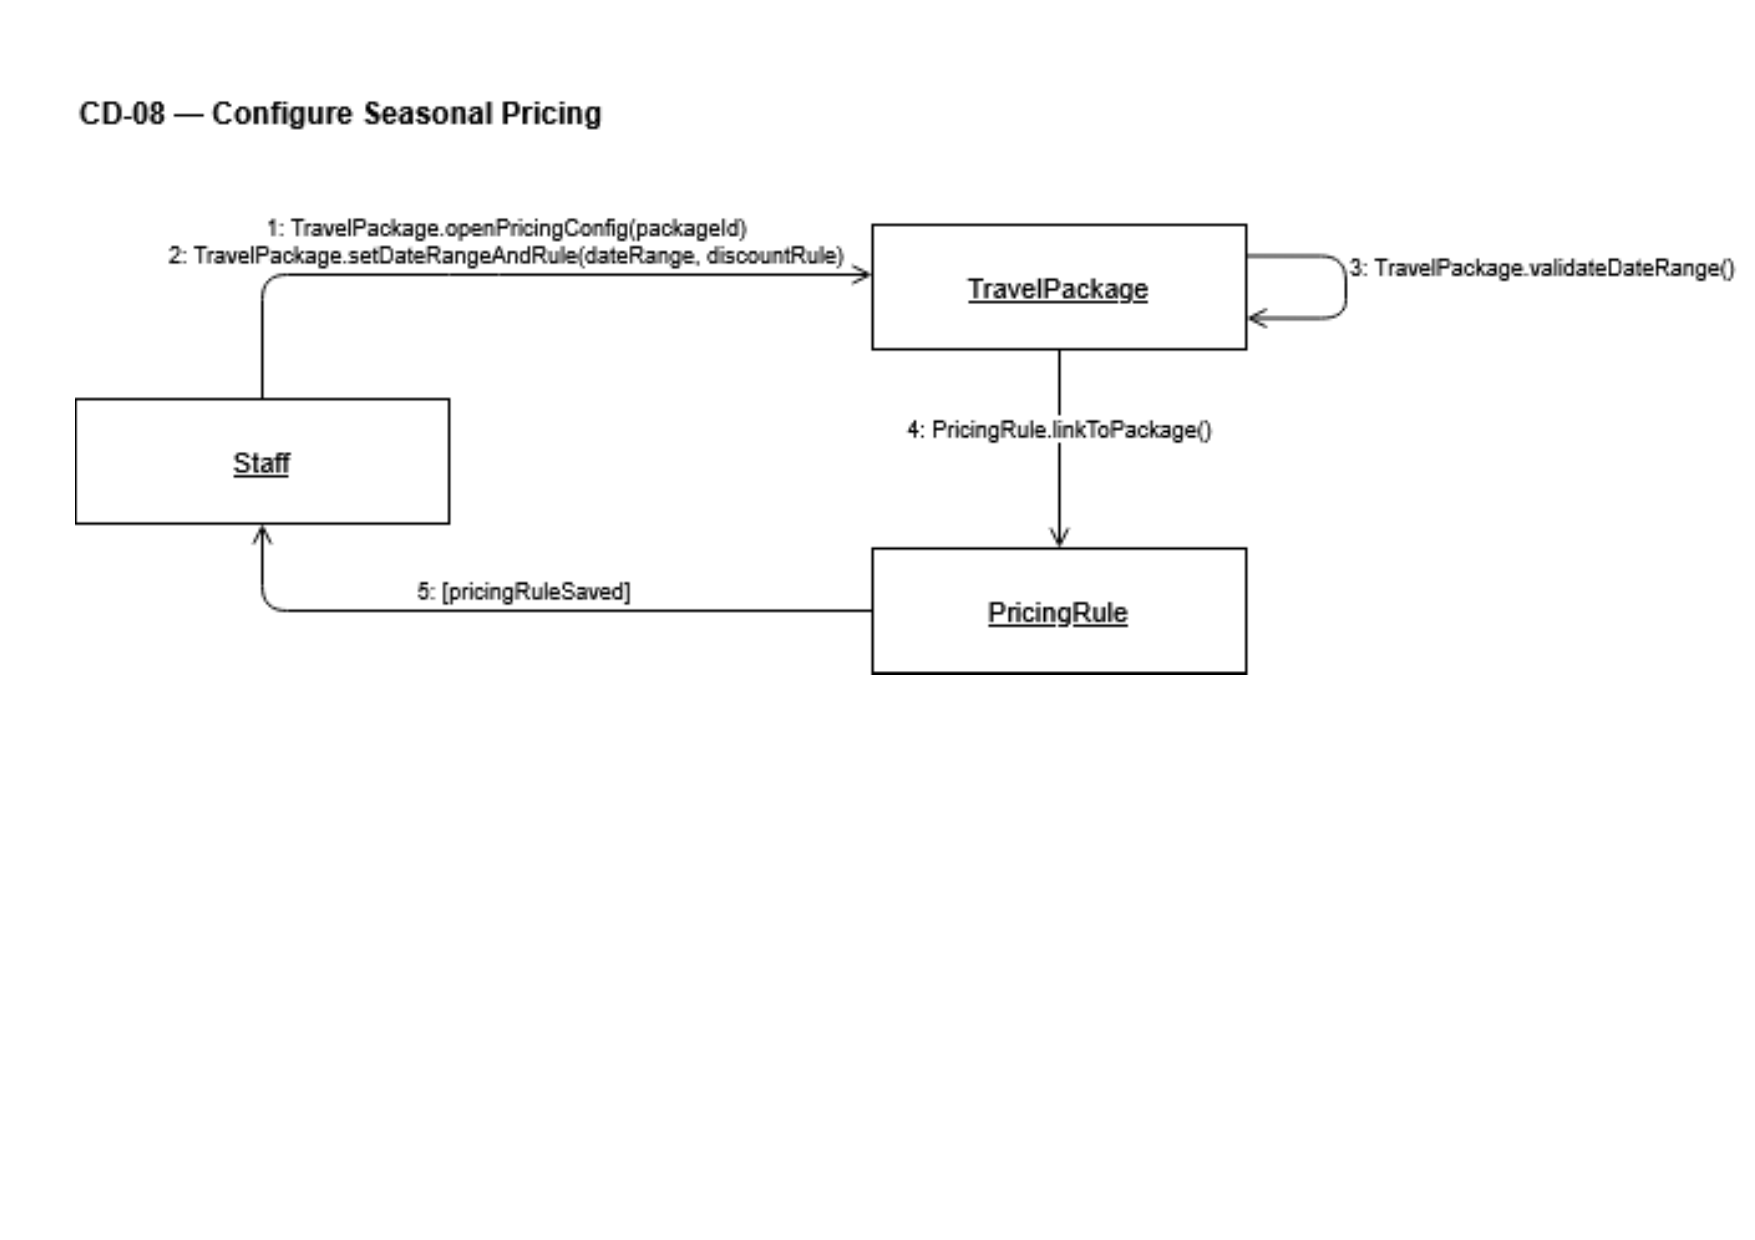 CD-08 — Configure Seasonal Pricing
1: TravelPackage.openPricingConfig(packageId)
2: TravelPackage.setDateRangeAndRule(dateRange, discountRule)
TravelPackage
3: TravelPackage.validateDateRange()
4: PricingRule.linkToPackage()
Staff
5: [pricingRuleSaved]
PricingRule